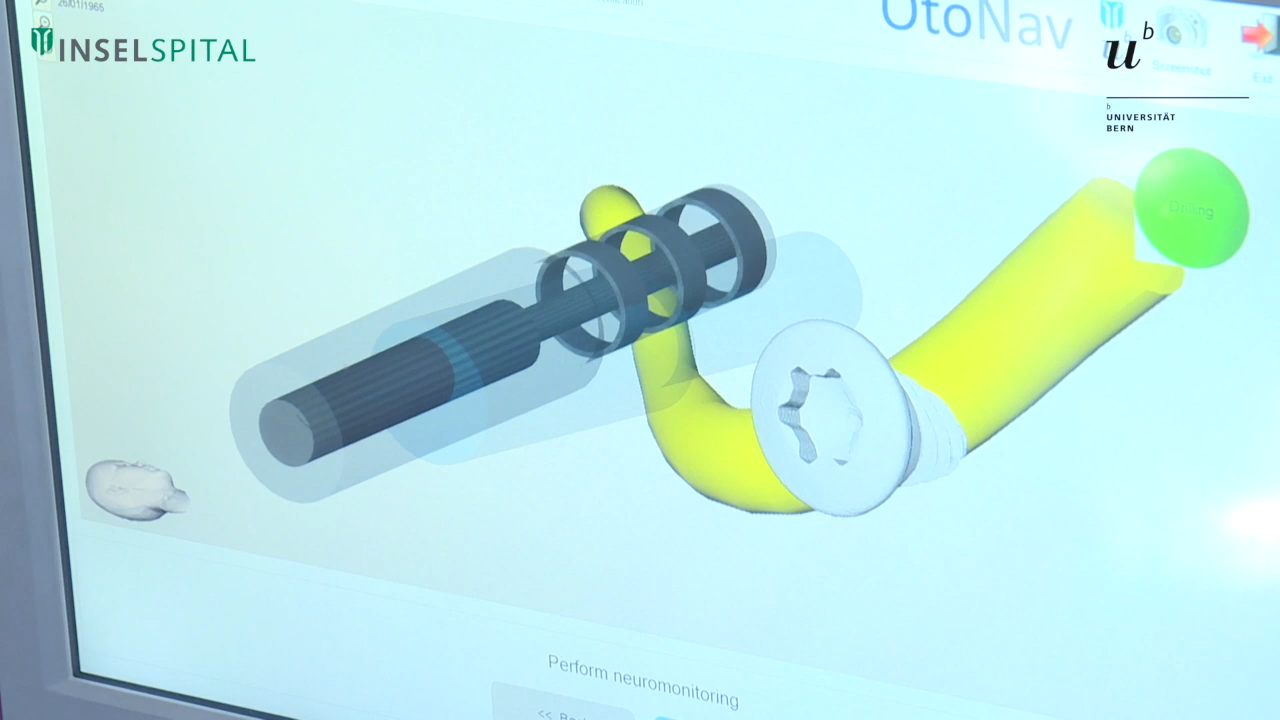 26/01/1965
INSELSPITAL
OtoNav
Screenshot
Exit
u^b
b
UNIVERSITÄT
BERN
Drilling
Perform neuromonitoring
<<